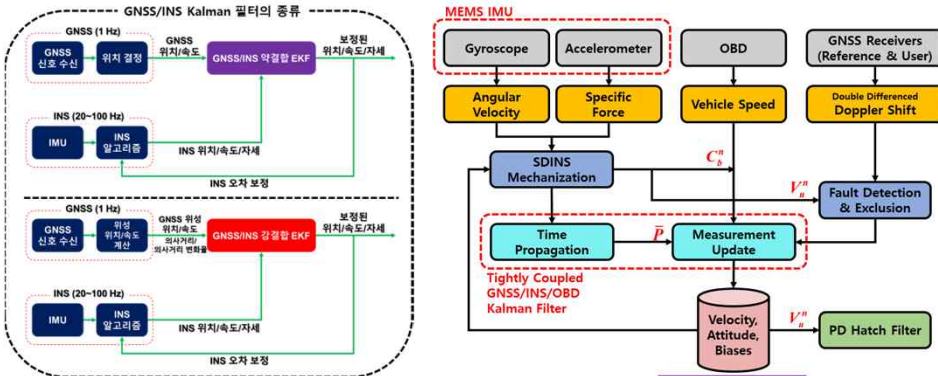 GNSS/INS Kalman 필터의 종류
GNSS (1 Hz)
GNSS
신호 수신
위치 결정
GNSS
위치/속도
GNSS/INS 약결합 EKF
보정된
위치/속도/자세
INS (20~100 Hz)
IMU
INS
알고리즘
INS 위치/속도/자세
INS 오차 보정
GNSS (1 Hz)
GNSS
신호 수신
위성
위치/속도
계산
GNSS 위성
위치/속도
의사거리/
의사거리 변화율
GNSS/INS 강결합 EKF
보정된
위치/속도/자세
INS (20~100 Hz)
IMU
INS
알고리즘
INS 위치/속도/자세
INS 오차 보정
MEMS IMU
Gyroscope
Accelerometer
OBD
GNSS Receivers
(Reference & User)
Angular
Velocity
Specific
Force
Vehicle Speed
Double Differenced
Doppler Shift
SDINS
Mechanization
C_b^n
V_u^n
Fault Detection
& Exclusion
Time
Propagation
P̄
Measurement
Update
Tightly Coupled
GNSS/INS/OBD
Kalman Filter
Velocity,
Attitude,
Biases
V_u^n
PD Hatch Filter